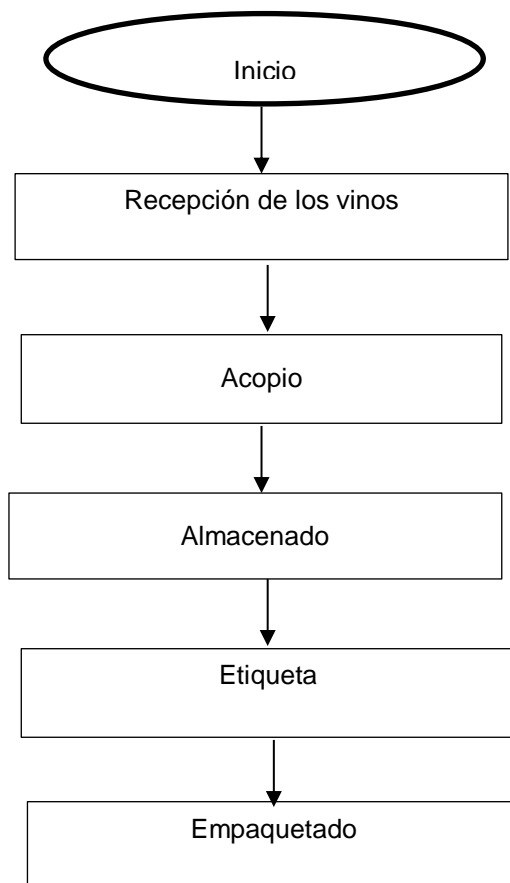 Inicio
Recepción de los vinos
Acopio
Almacenado
Etiqueta
Empaquetado